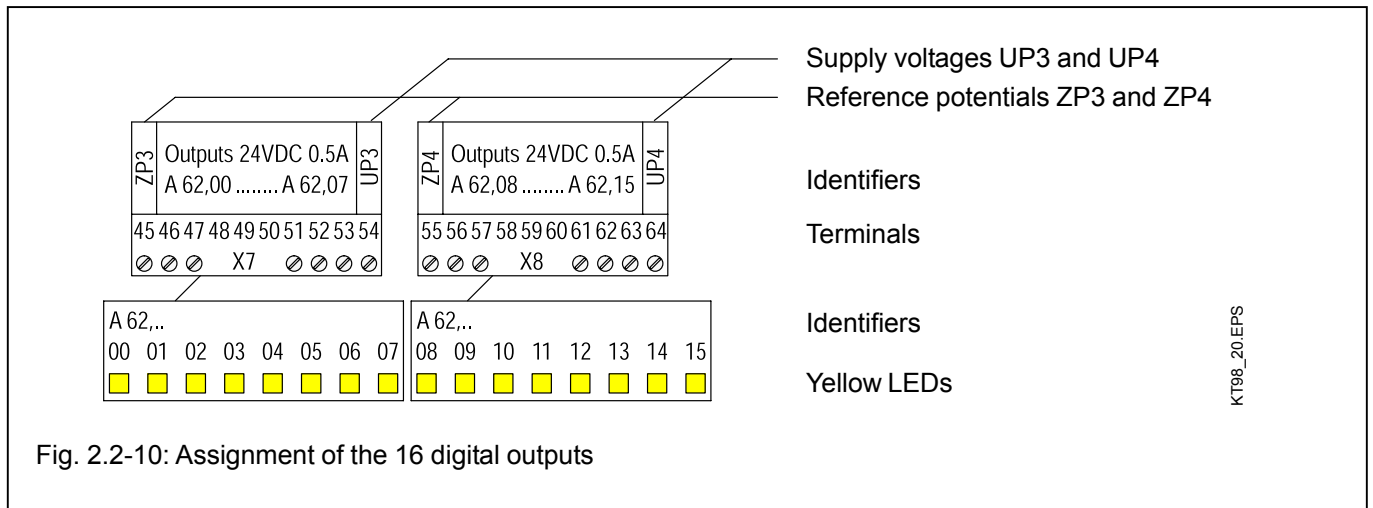 Supply voltages UP3 and UP4
Reference potentials ZP3 and ZP4
ZP3
Outputs 24VDC 0.5A
A 62,00 ........ A 62,07
UP3
ZP4
Outputs 24VDC 0.5A
A 62,08 ........ A 62,15
UP4
Identifiers
45 46 47 48 49 50 51 52 53 54
55 56 57 58 59 60 61 62 63 64
Terminals
X7
X8
A 62,..
A 62,..
Identifiers
00 01 02 03 04 05 06 07
08 09 10 11 12 13 14 15
Yellow LEDs
KT98_20.EPS
Fig. 2.2-10: Assignment of the 16 digital outputs